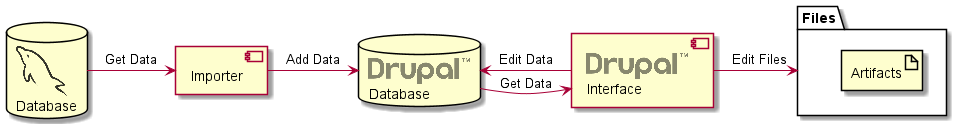 Database
Get Data
Importer
Add Data
Drupal™
Database
Edit Data
Get Data
Drupal™
Interface
Edit Files
Files
Artifacts